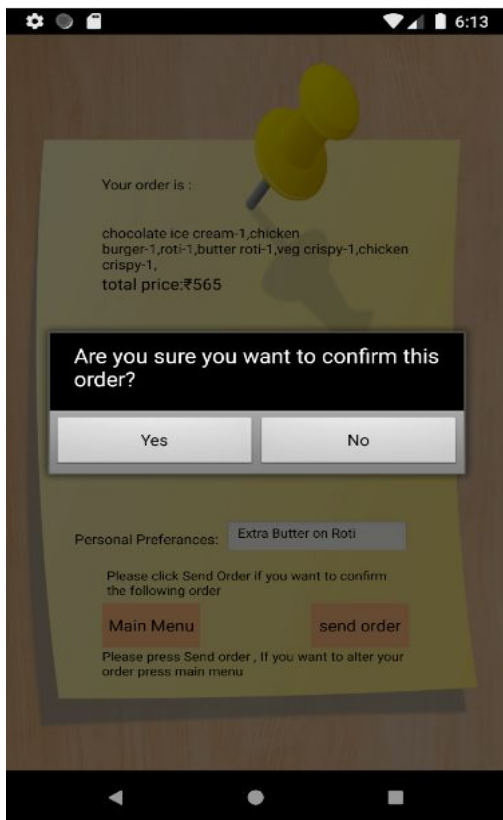 6:13
Your order is :
chocolate ice cream-1,chicken
burger-1,roti-1,butter roti-1,veg crispy-1,chicken
crispy-1,
total price:₹565
Are you sure you want to confirm this
order?
Yes No
Personal Preferances: Extra Butter on Roti
Please click Send Order if you want to confirm
the following order
Main Menu send order
Please press Send order , If you want to alter your
order press main menu